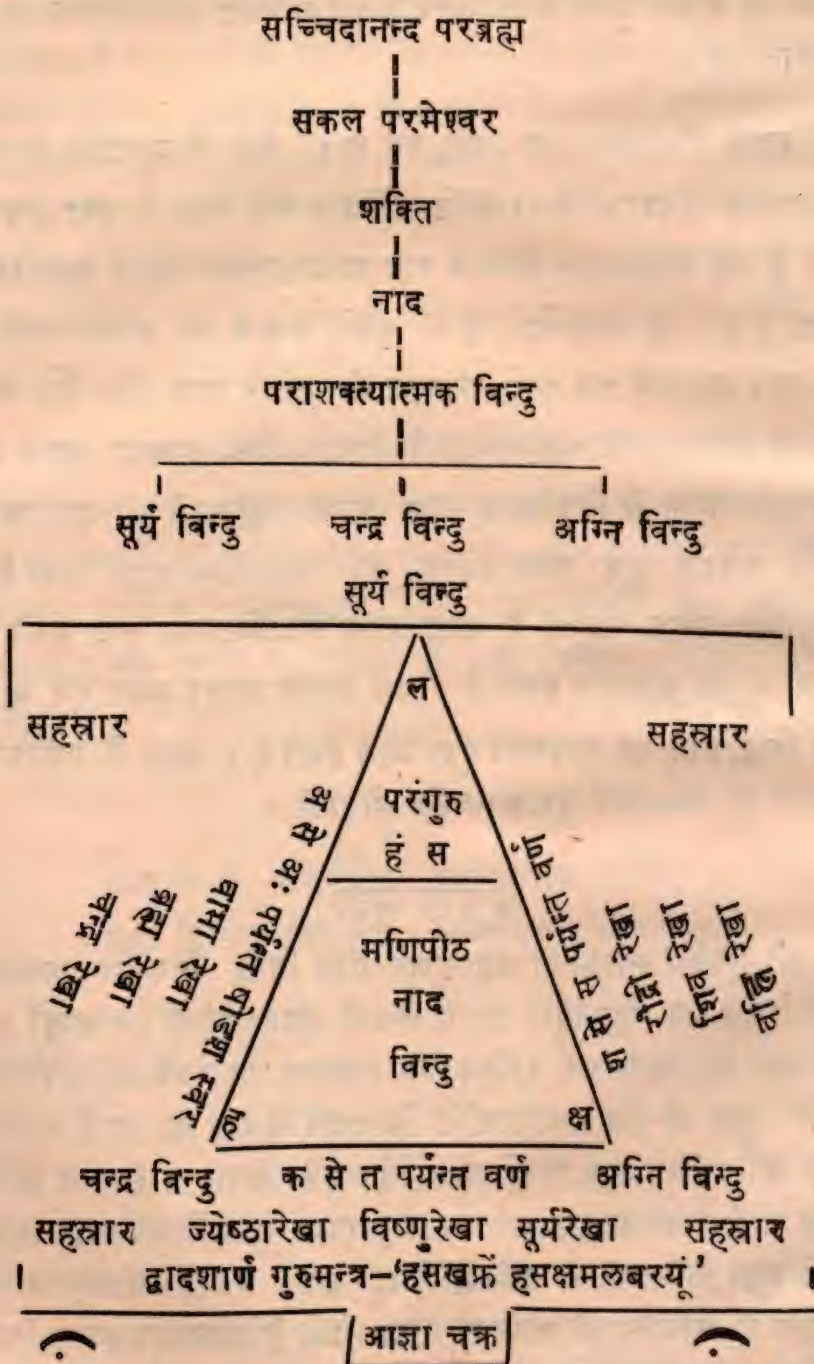 सच्चिदानन्द परब्रह्म
सकल परमेश्वर
शक्ति
नाद
पराशक्त्यात्मक विन्दु
सूर्य बिन्दु चन्द्र विन्दु अग्नि विन्दु
सूर्य विन्दु
ल
सहस्रार सहस्रार
परंगुरु
हं स
अ से अः पर्यन्त षोडश स्वर
वामा रेखा
ब्रह्म रेखा
चन्द्र रेखा
मणिपीठ
नाद
विन्दु
थ से स पर्यन्त वर्ण
रौद्री रेखा
शिव रेखा
वह्नि रेखा
ह क्ष
चन्द्र विन्दु क से त पर्यन्त वर्ण अग्नि विन्दु
सहस्रार ज्येष्ठारेखा विष्णुरेखा सूर्यरेखा सहस्रार
द्वादशार्ण गुरुमन्त्र–‘हसखफ्रें हसक्षमलबरयूं’
आज्ञा चक्र